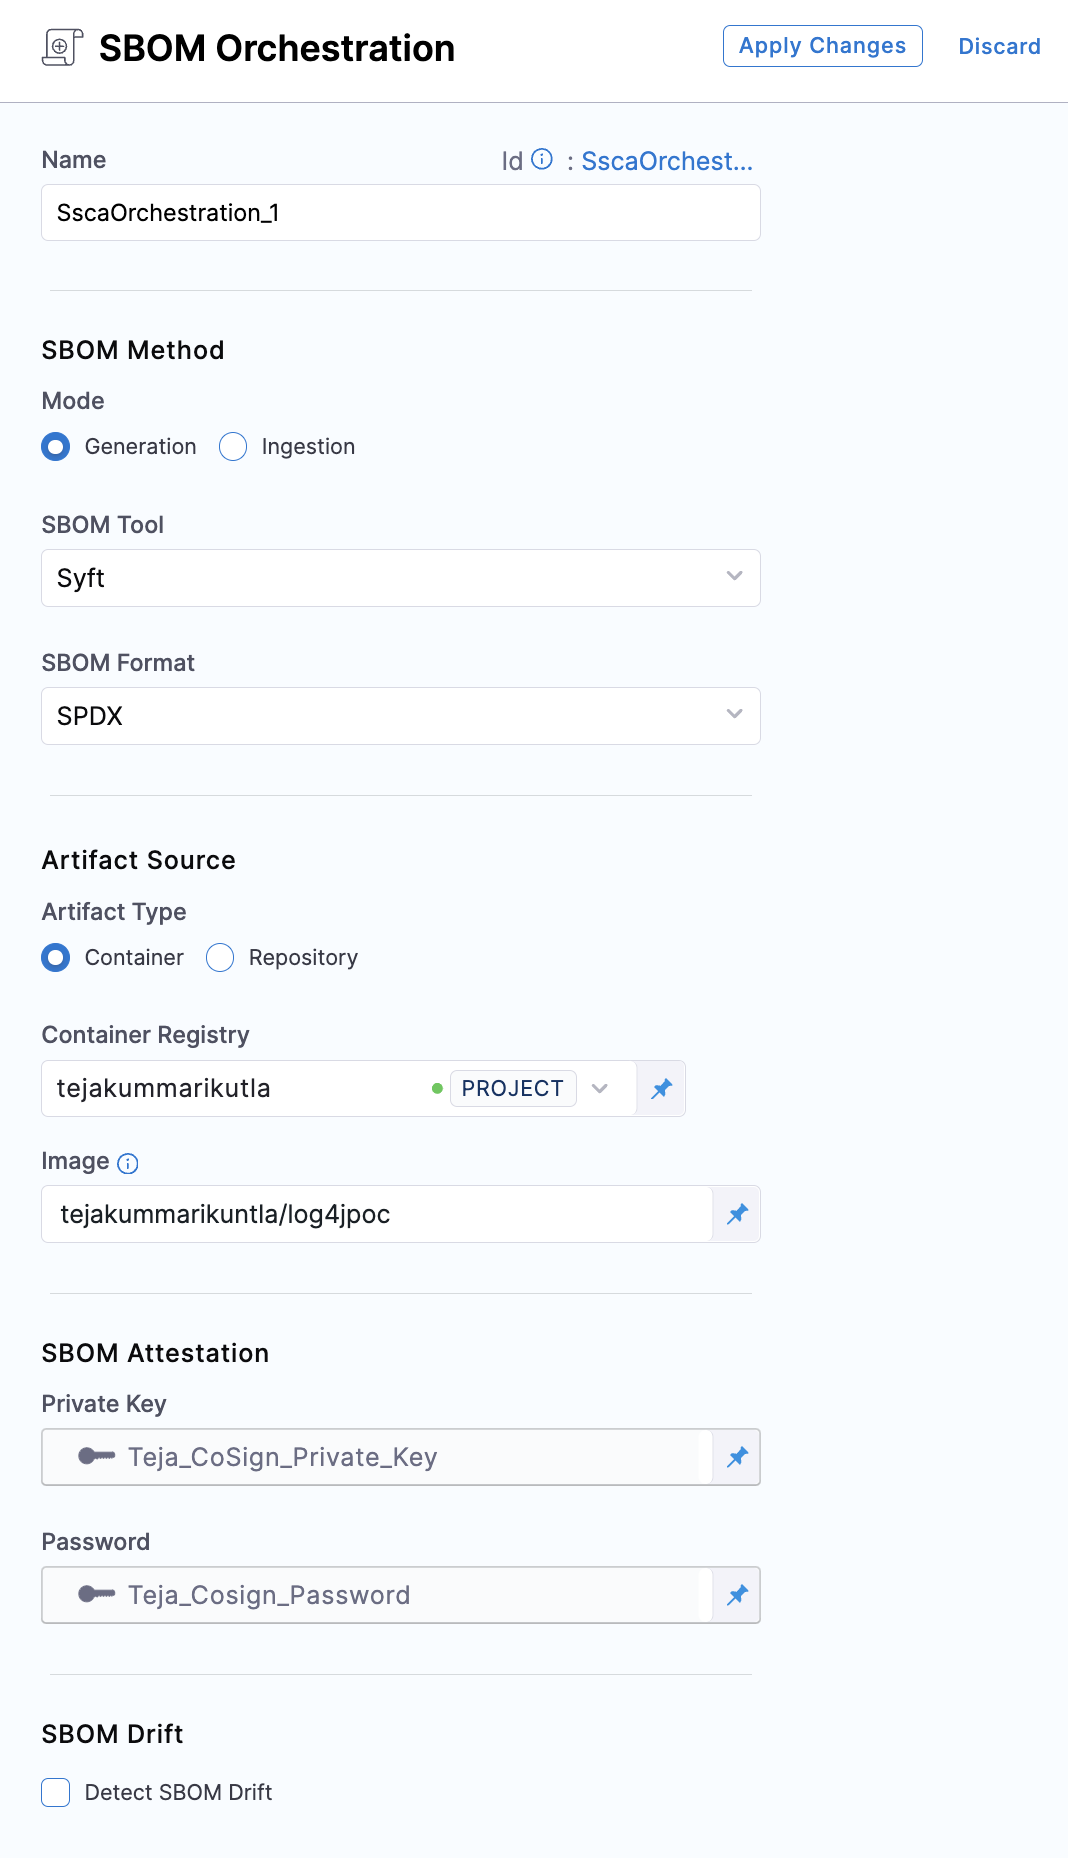 SBOM Orchestration
Apply Changes
Discard
Name
Id : SscaOrchest...
SscaOrchestration_1
SBOM Method
Mode
Generation
Ingestion
SBOM Tool
Syft
SBOM Format
SPDX
Artifact Source
Artifact Type
Container
Repository
Container Registry
tejakummarikutla
PROJECT
Image
tejakummarikuntla/log4jpoc
SBOM Attestation
Private Key
Teja_CoSign_Private_Key
Password
Teja_Cosign_Password
SBOM Drift
Detect SBOM Drift